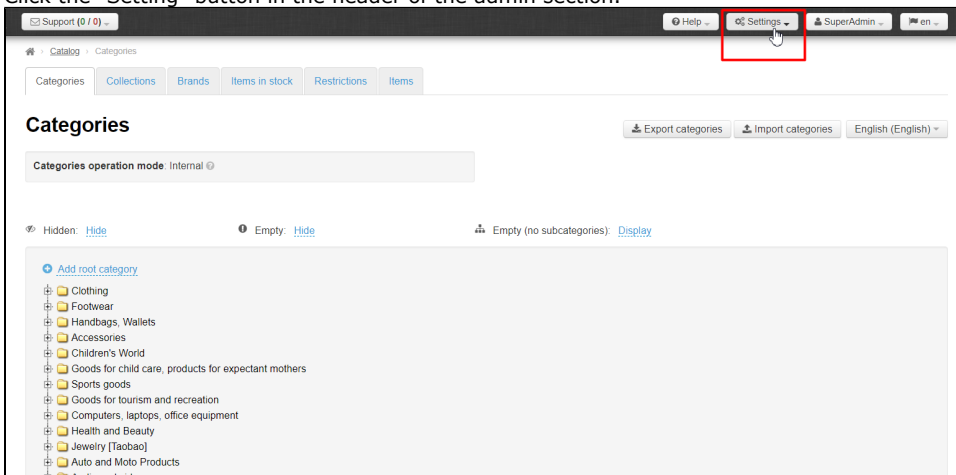 Click the "Setting" button in the header of the admin section.
Support (0 / 0) Help Settings SuperAdmin en
Catalog Categories
Categories Collections Brands Items in stock Restrictions Items
Categories
Export categories Import categories English (English)
Categories operation mode: Internal
Hidden: Hide Empty: Hide Empty (no subcategories): Display
Add root category
Clothing
Footwear
Handbags, Wallets
Accessories
Children's World
Goods for child care, products for expectant mothers
Sports goods
Goods for tourism and recreation
Computers, laptops, office equipment
Health and Beauty
Jewelry [Taobao]
Auto and Moto Products